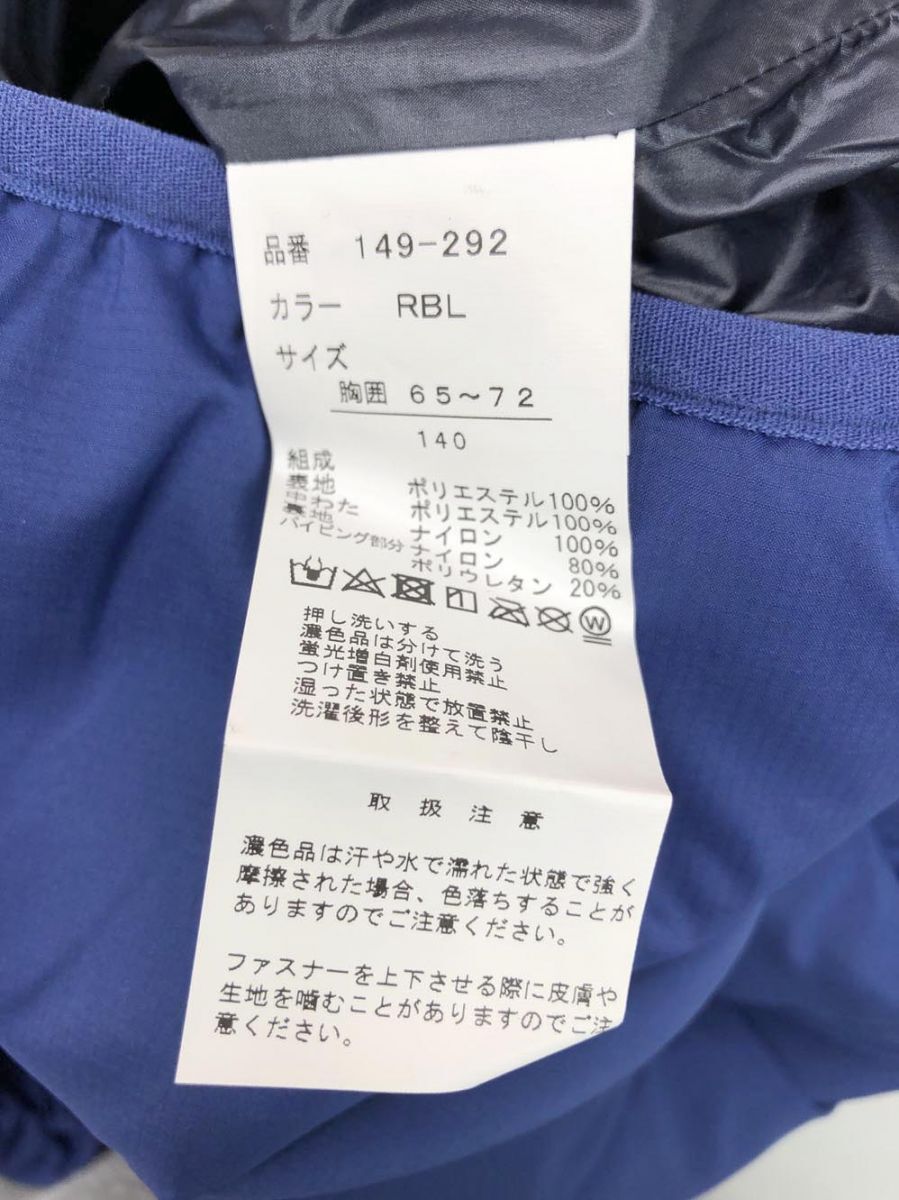 品番 149-292
カラー RBL
サイズ
胸囲 65~72
140
組成
表地 ポリエステル100%
中わた ポリエステル100%
裏地 ナイロン 100%
パイピング部分 ナイロン 80%
ポリウレタン 20%
W
押し洗いする
濃色品は分けて洗う
蛍光増白剤使用禁止
つけ置き禁止
湿った状態で放置禁止
洗濯後形を整えて陰干し
取扱注意
濃色品は汗や水で濡れた状態で強く
摩擦された場合、色落ちすることが
ありますのでご注意ください。
ファスナーを上下させる際に皮膚や
生地を噛むことがありますのでご注
意ください。